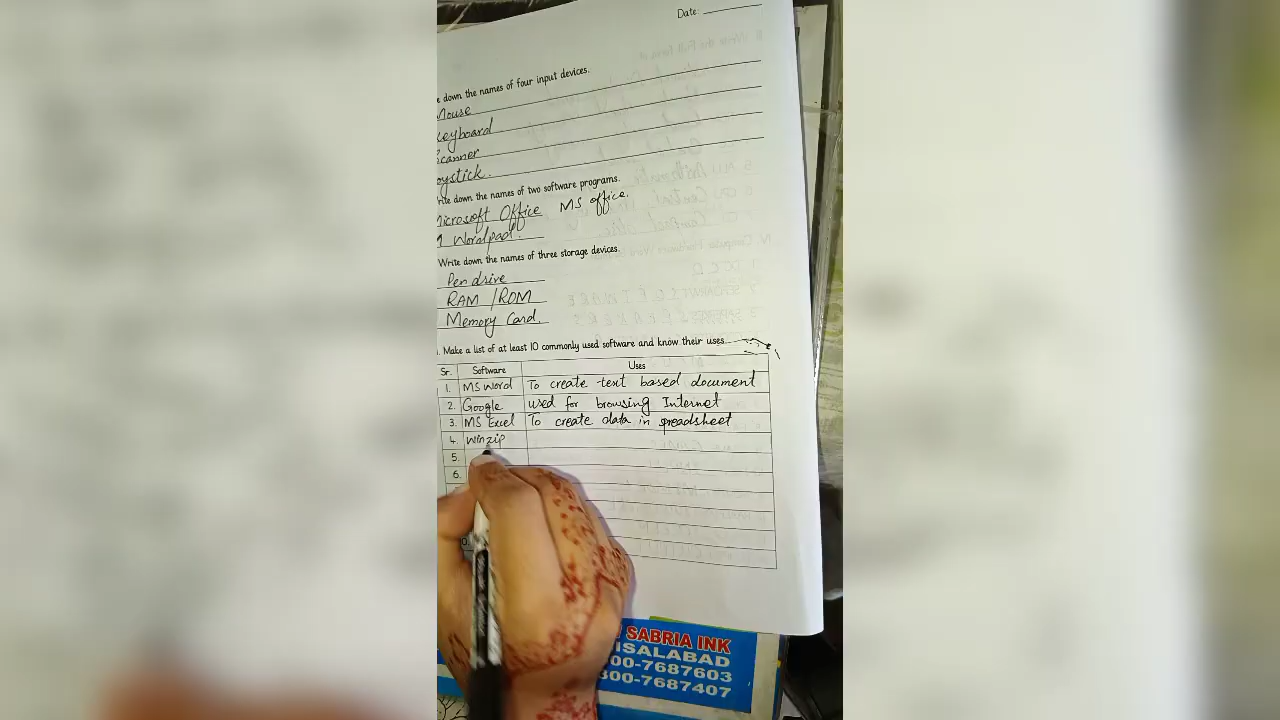 Date:
e down the names of four input devices.
Mouse
Keyboard
Scanner
oystick.
rite down the names of two software programs.
Microsoft Office MS office.
Wordpad.
Write down the names of three storage devices.
Pen drive
RAM /ROM
Memory Card.
. Make a list of at least 10 commonly used software and know their uses.
Sr. Software Uses
1. MS Word To create text based document
2. Google used for browsing Internet
3. MS Excel To create data in spreadsheet
4. Winzip
5.
6.
0.
SABRIA INK
ISALABAD
00-7687603
300-7687407